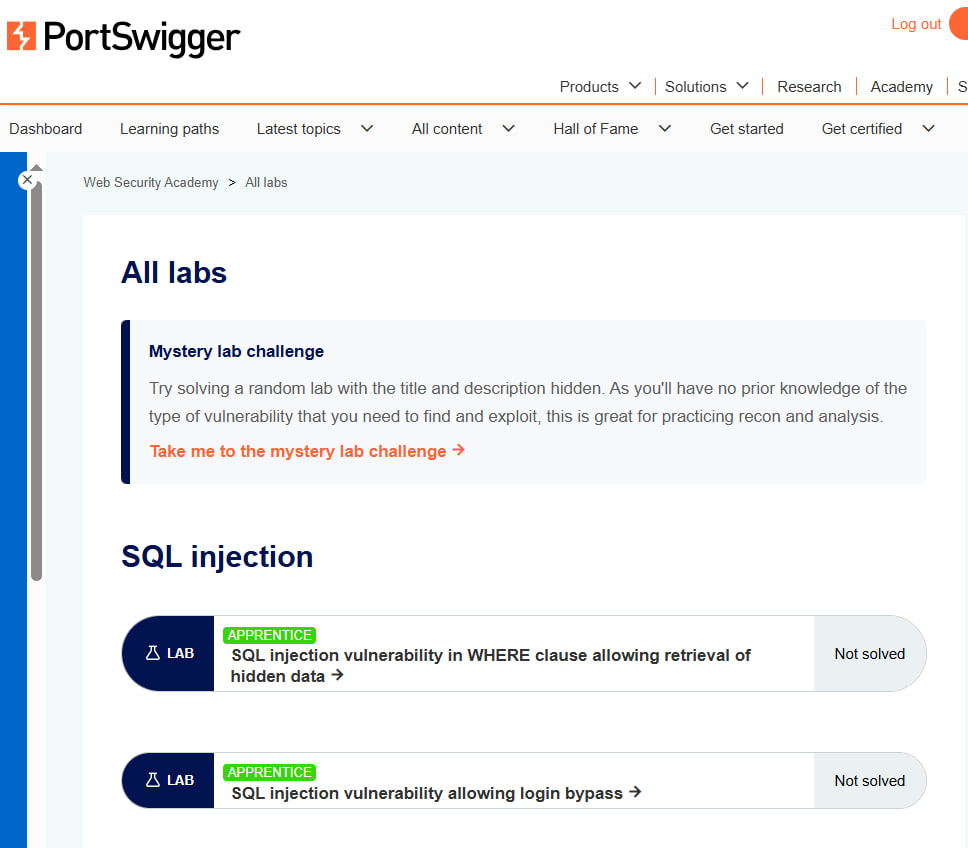 PortSwigger
Log out
Products
Solutions
Research
Academy
S
Dashboard
Learning paths
Latest topics
All content
Hall of Fame
Get started
Get certified
Web Security Academy > All labs
All labs
Mystery lab challenge
Try solving a random lab with the title and description hidden. As you'll have no prior knowledge of the
type of vulnerability that you need to find and exploit, this is great for practicing recon and analysis.
Take me to the mystery lab challenge →
SQL injection
LAB
APPRENTICE
SQL injection vulnerability in WHERE clause allowing retrieval of
hidden data →
Not solved
LAB
APPRENTICE
SQL injection vulnerability allowing login bypass →
Not solved